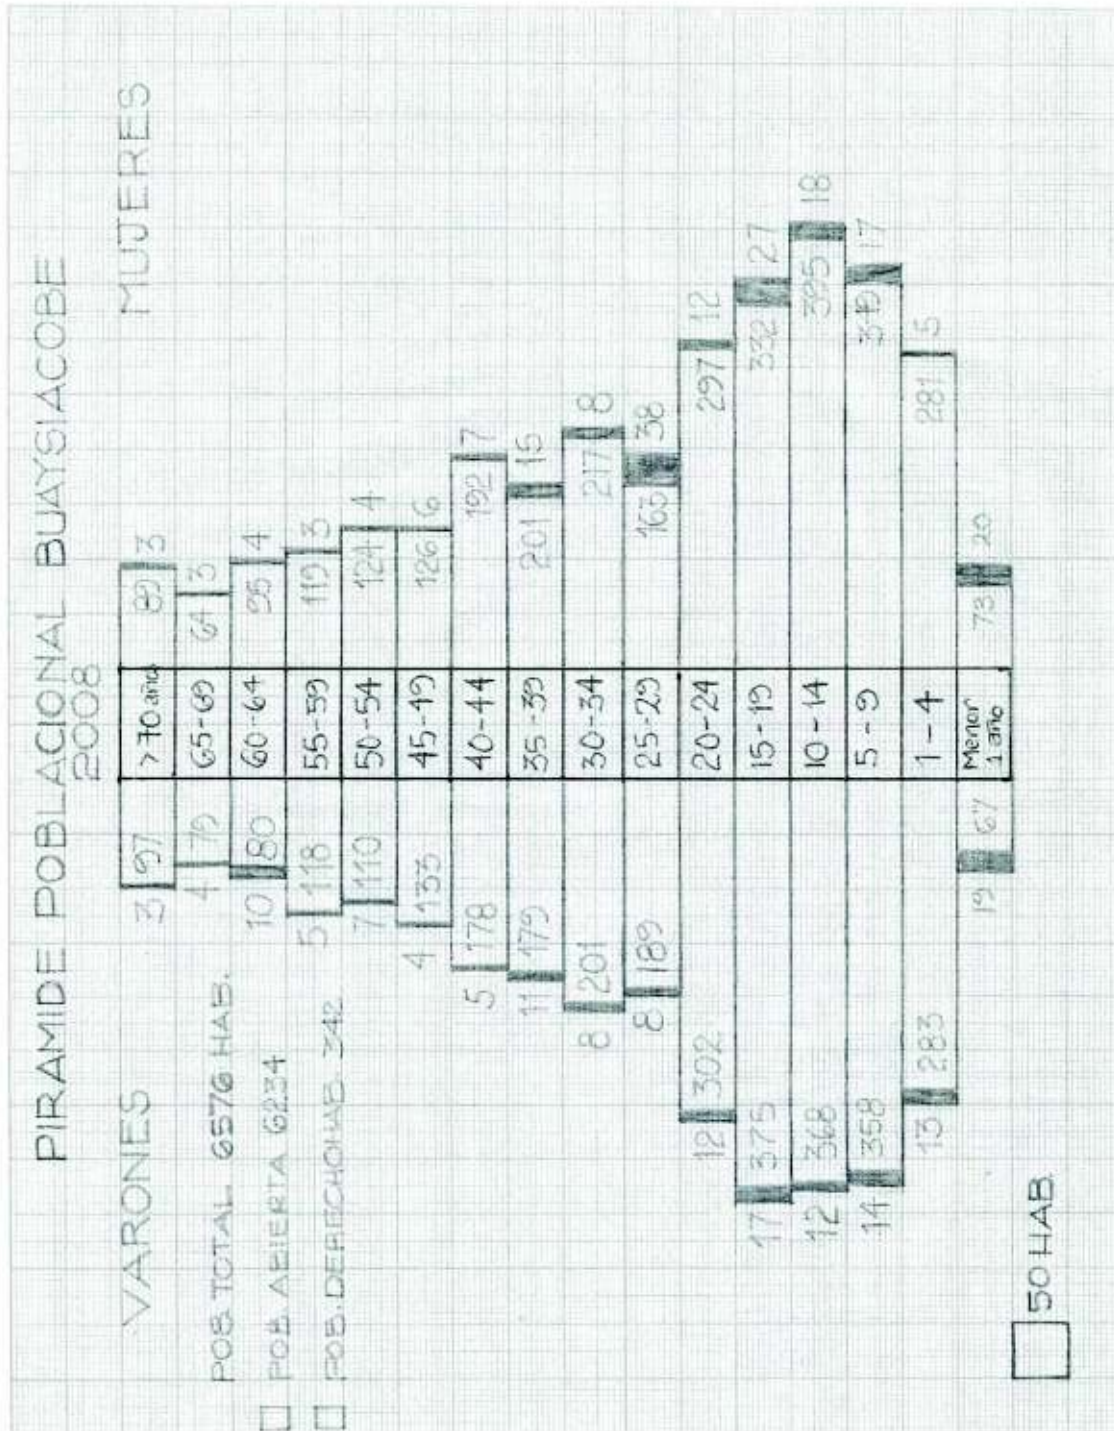 PIRAMIDE POBLACIONAL BUAYSIACOBE
2008
VARONES
MUJERES
POB TOTAL 6576 HAB.
POB. ABIERTA 6234
POB. DERECHOHAB. 342
3 97 >70 año 89 3
4 79 65-69 64 3
10 80 60-64 95 4
5 118 55-59 119 3
7 110 50-54 124 4
4 133 45-49 126 6
5 178 40-44 192 7
11 179 35-39 201 15
8 201 30-34 217 8
8 189 25-29 163 38
12 302 20-24 297 12
17 375 15-19 332 27
12 368 10-14 395 18
14 358 5-9 17
13 283 1-4 281 5
19 67 Menor 1 año 73 20
50 HAB.